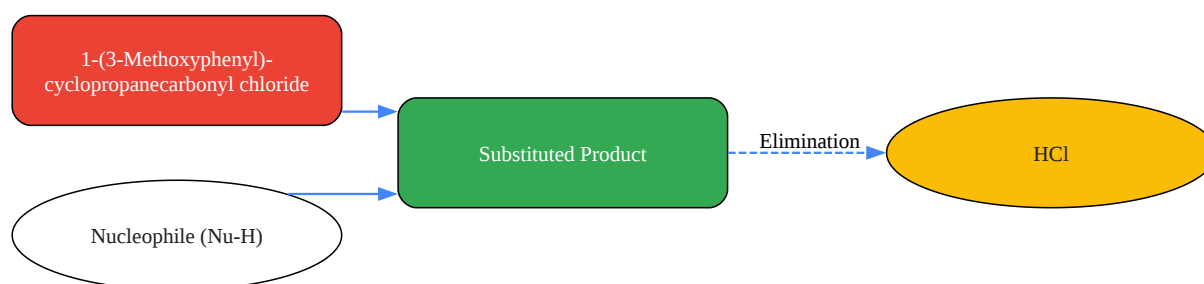 1-(3-Methoxyphenyl)-
cyclopropanecarbonyl chloride
Nucleophile (Nu-H)
Substituted Product
Elimination
HCl